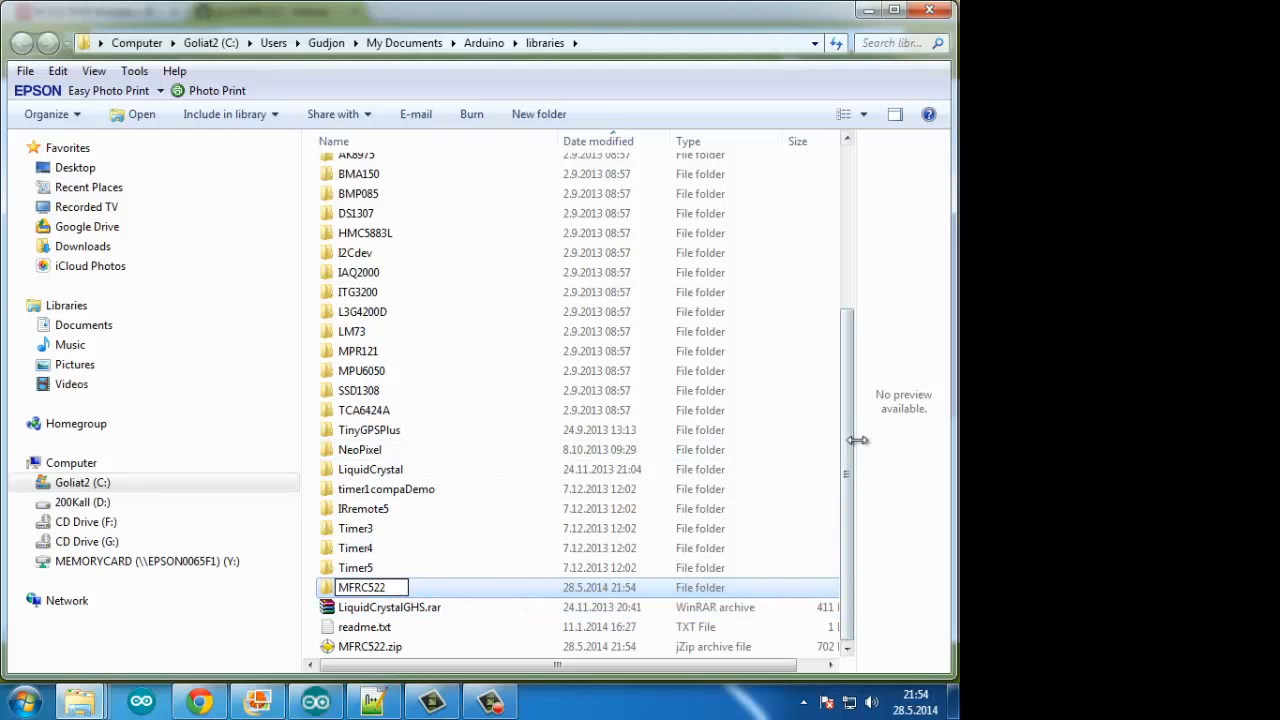 Computer Goliat2 (C:) Users Gudjon My Documents Arduino libraries Search libr...
File Edit View Tools Help
EPSON Easy Photo Print Photo Print
Organize Open Include in library Share with E-mail Burn New folder
Name Date modified Type Size
AK8975 2.9.2013 08:57 File folder
BMA150 2.9.2013 08:57 File folder
BMP085 2.9.2013 08:57 File folder
DS1307 2.9.2013 08:57 File folder
HMC5883L 2.9.2013 08:57 File folder
I2Cdev 2.9.2013 08:57 File folder
IAQ2000 2.9.2013 08:57 File folder
ITG3200 2.9.2013 08:57 File folder
L3G4200D 2.9.2013 08:57 File folder
LM73 2.9.2013 08:57 File folder
MPR121 2.9.2013 08:57 File folder
MPU6050 2.9.2013 08:57 File folder
SSD1308 2.9.2013 08:57 File folder
TCA6424A 2.9.2013 08:57 File folder
TinyGPSPlus 24.9.2013 13:13 File folder
NeoPixel 8.10.2013 09:29 File folder
LiquidCrystal 24.11.2013 21:04 File folder
timer1compaDemo 7.12.2013 12:02 File folder
IRremote5 7.12.2013 12:02 File folder
Timer3 7.12.2013 12:02 File folder
Timer4 7.12.2013 12:02 File folder
Timer5 7.12.2013 12:02 File folder
MFRC522 28.5.2014 21:54 File folder
LiquidCrystalGHS.rar 24.11.2013 20:41 WinRAR archive 411
readme.txt 11.1.2014 16:27 TXT File 1
MFRC522.zip 28.5.2014 21:54 jZip archive file 702
Favorites
Desktop
Recent Places
Recorded TV
Google Drive
Downloads
iCloud Photos
Libraries
Documents
Music
Pictures
Videos
Homegroup
Computer
Goliat2 (C:)
200Kall (D:)
CD Drive (F:)
CD Drive (G:)
MEMORYCARD (\\EPSON0065F1) (Y:)
Network
No preview
available.
21:54
28.5.2014